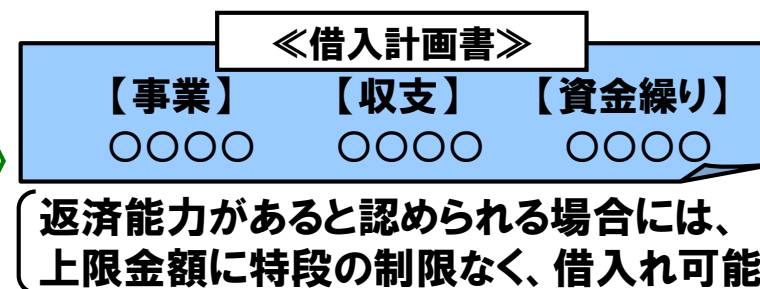 ≪借入計画書≫
【事業】 【収支】 【資金繰り】
○○○○ ○○○○ ○○○○
返済能力があると認められる場合には、
上限金額に特段の制限なく、借入れ可能